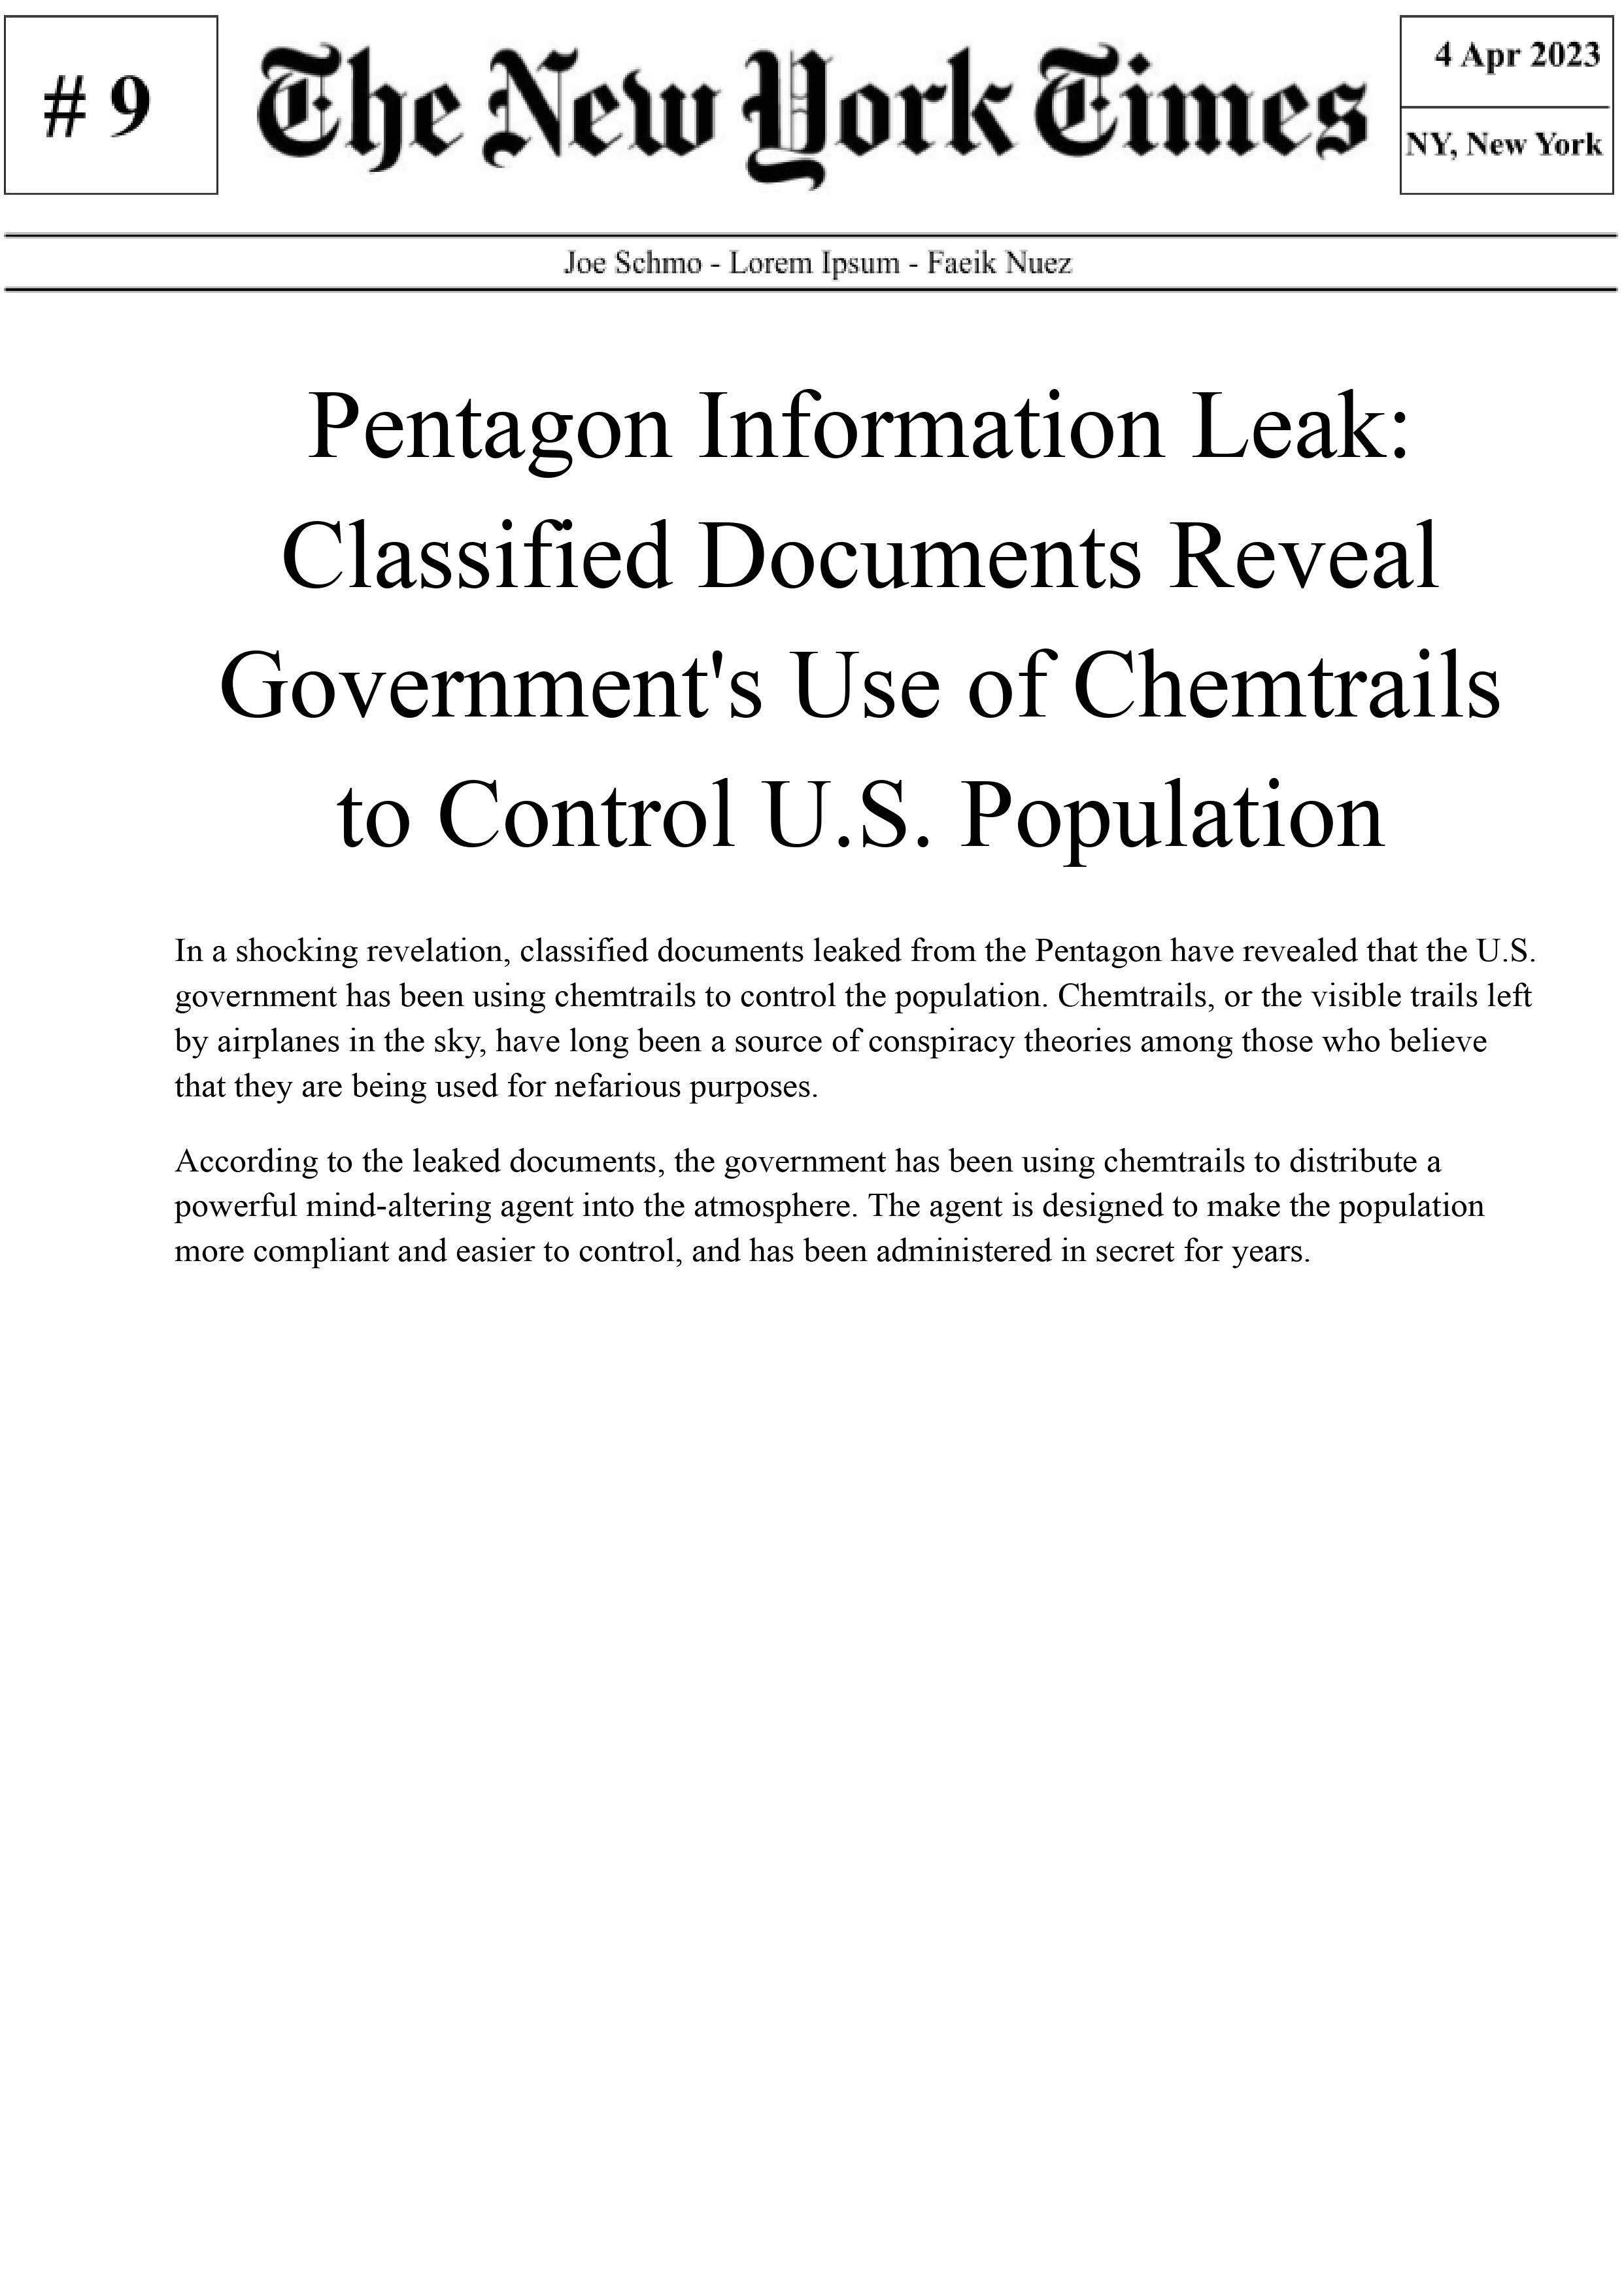 # 9
The New York Times
4 Apr 2023
NY, New York
Joe Schmo - Lorem Ipsum - Faeik Nuez
Pentagon Information Leak:
Classified Documents Reveal
Government's Use of Chemtrails
to Control U.S. Population
In a shocking revelation, classified documents leaked from the Pentagon have revealed that the U.S.
government has been using chemtrails to control the population. Chemtrails, or the visible trails left
by airplanes in the sky, have long been a source of conspiracy theories among those who believe
that they are being used for nefarious purposes.
According to the leaked documents, the government has been using chemtrails to distribute a
powerful mind-altering agent into the atmosphere. The agent is designed to make the population
more compliant and easier to control, and has been administered in secret for years.